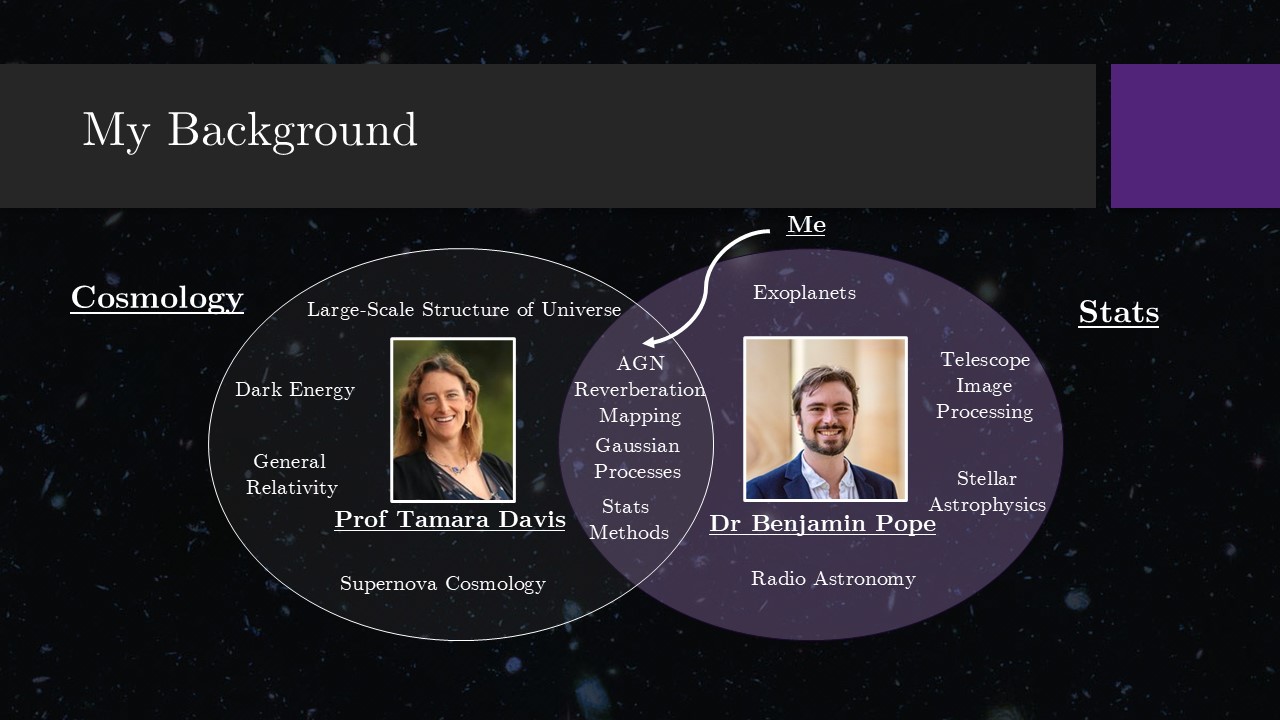 My Background
Me
Cosmology
Large-Scale Structure of Universe
Dark Energy
General
Relativity
Prof Tamara Davis
Supernova Cosmology
AGN
Reverberation
Mapping
Gaussian
Processes
Stats
Methods
Exoplanets
Stats
Telescope
Image
Processing
Stellar
Astrophysics
Dr Benjamin Pope
Radio Astronomy